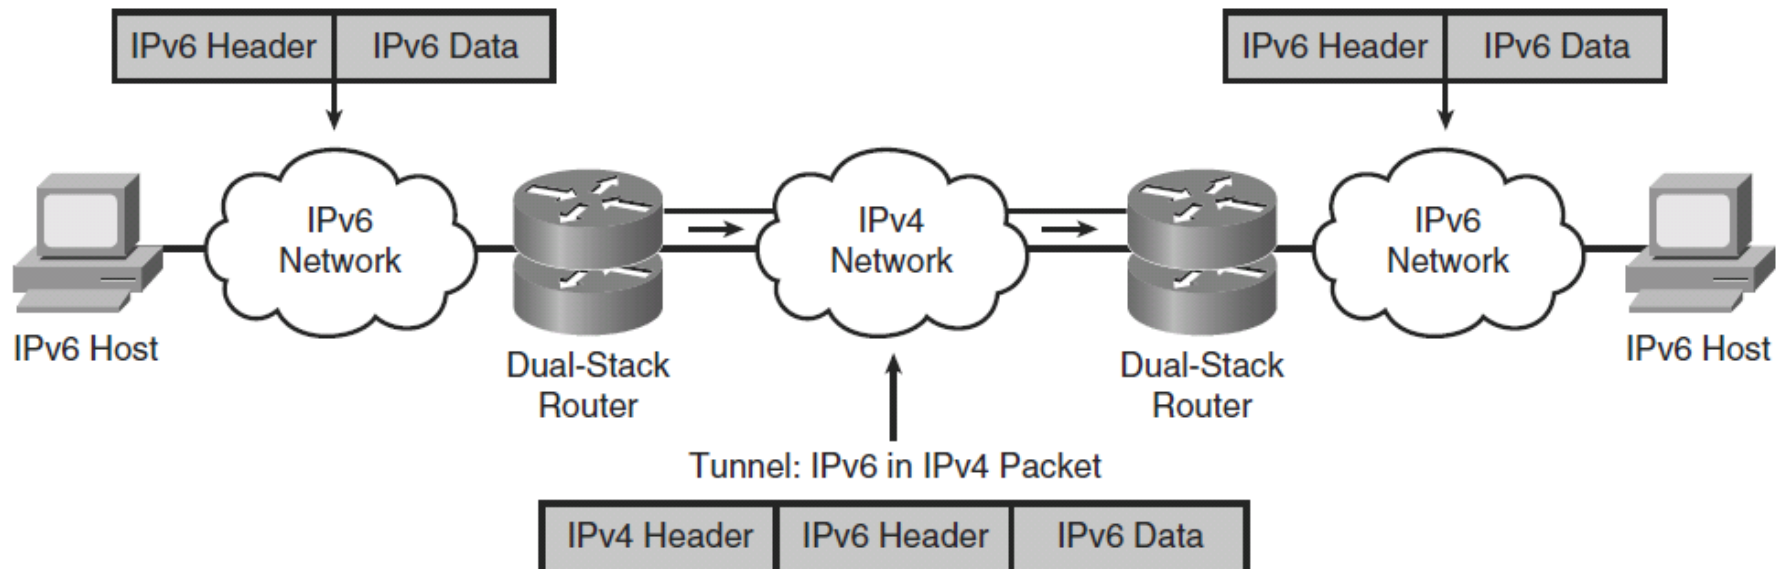 IPv6 Header IPv6 Data
IPv6 Header IPv6 Data
IPv6
Network
IPv4
Network
IPv6
Network
IPv6 Host
Dual-Stack
Router
Dual-Stack
Router
IPv6 Host
Tunnel: IPv6 in IPv4 Packet
IPv4 Header IPv6 Header IPv6 Data